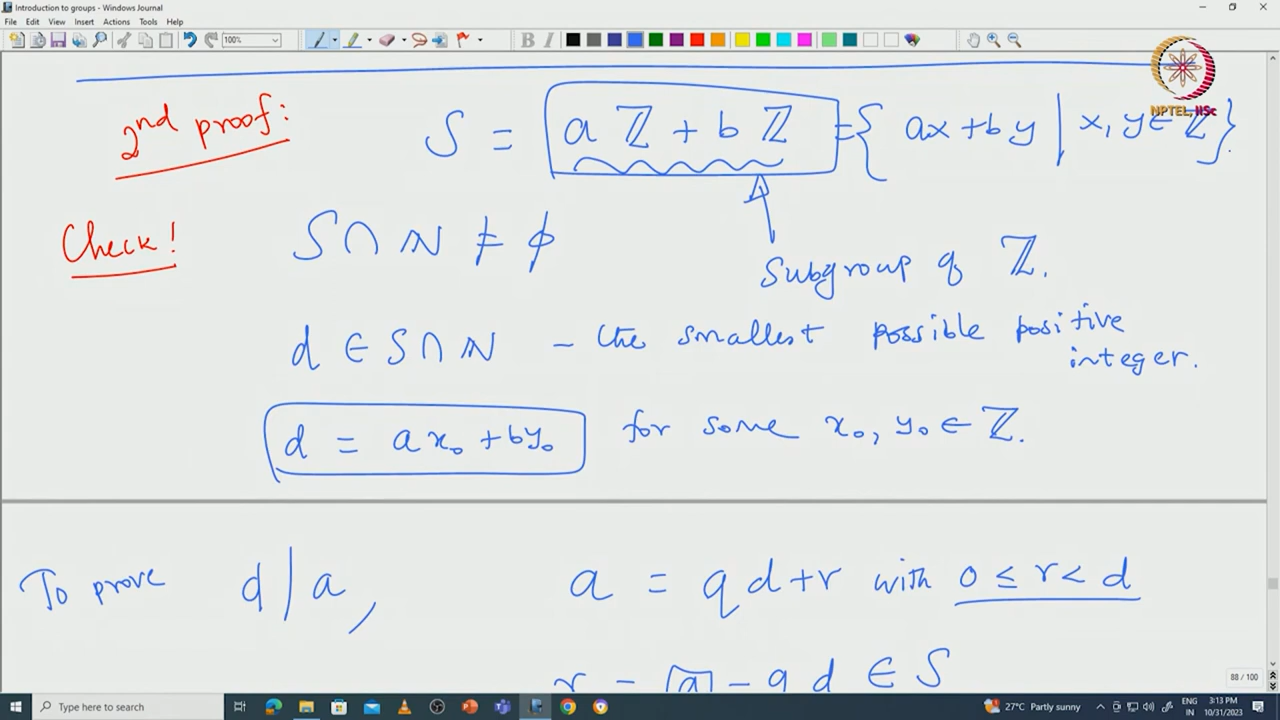 Introduction to groups - Windows Journal
File Edit View Insert Actions Tools Help
100%
B I
NPTEL, IISc
2nd proof: S = a ℤ + b ℤ = { ax + by | x, y ∈ ℤ }.
Check! S ∩ ℕ ≠ φ
Subgroup of ℤ.
d ∈ S ∩ ℕ – the smallest possible positive
integer.
d = ax₀ + by₀ for some x₀, y₀ ∈ ℤ.
To prove d | a, a = qd + r with 0 ≤ r < d
r = a - q d ∈ S
88 / 100
Type here to search
27°C Partly sunny
ENG
IN
3:13 PM
10/31/2023